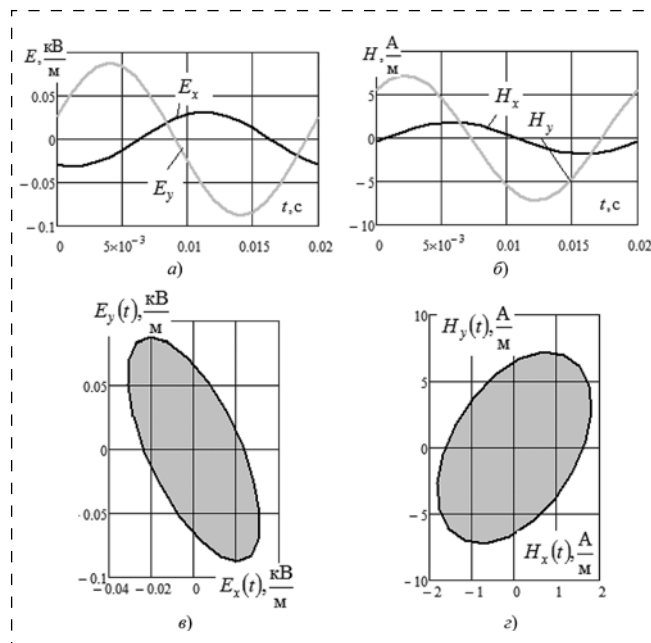 E, кВ/м
0.05
0
− 0.05
− 0.1
E_x
E_y
t, с
0 5×10⁻³ 0.01 0.015 0.02
а)
H, А/м
5
0
− 5
− 10
H_x
H_y
t, с
0 5×10⁻³ 0.01 0.015 0.02
б)
E_y(t), кВ/м
0.05
0
- 0.05
− 0.1
− 0.04 − 0.02 0
E_x(t), кВ/м
в)
10
H_y(t), А/м
5
0
− 5
− 10
H_x(t), А/м
− 2 − 1 0 1 2
г)